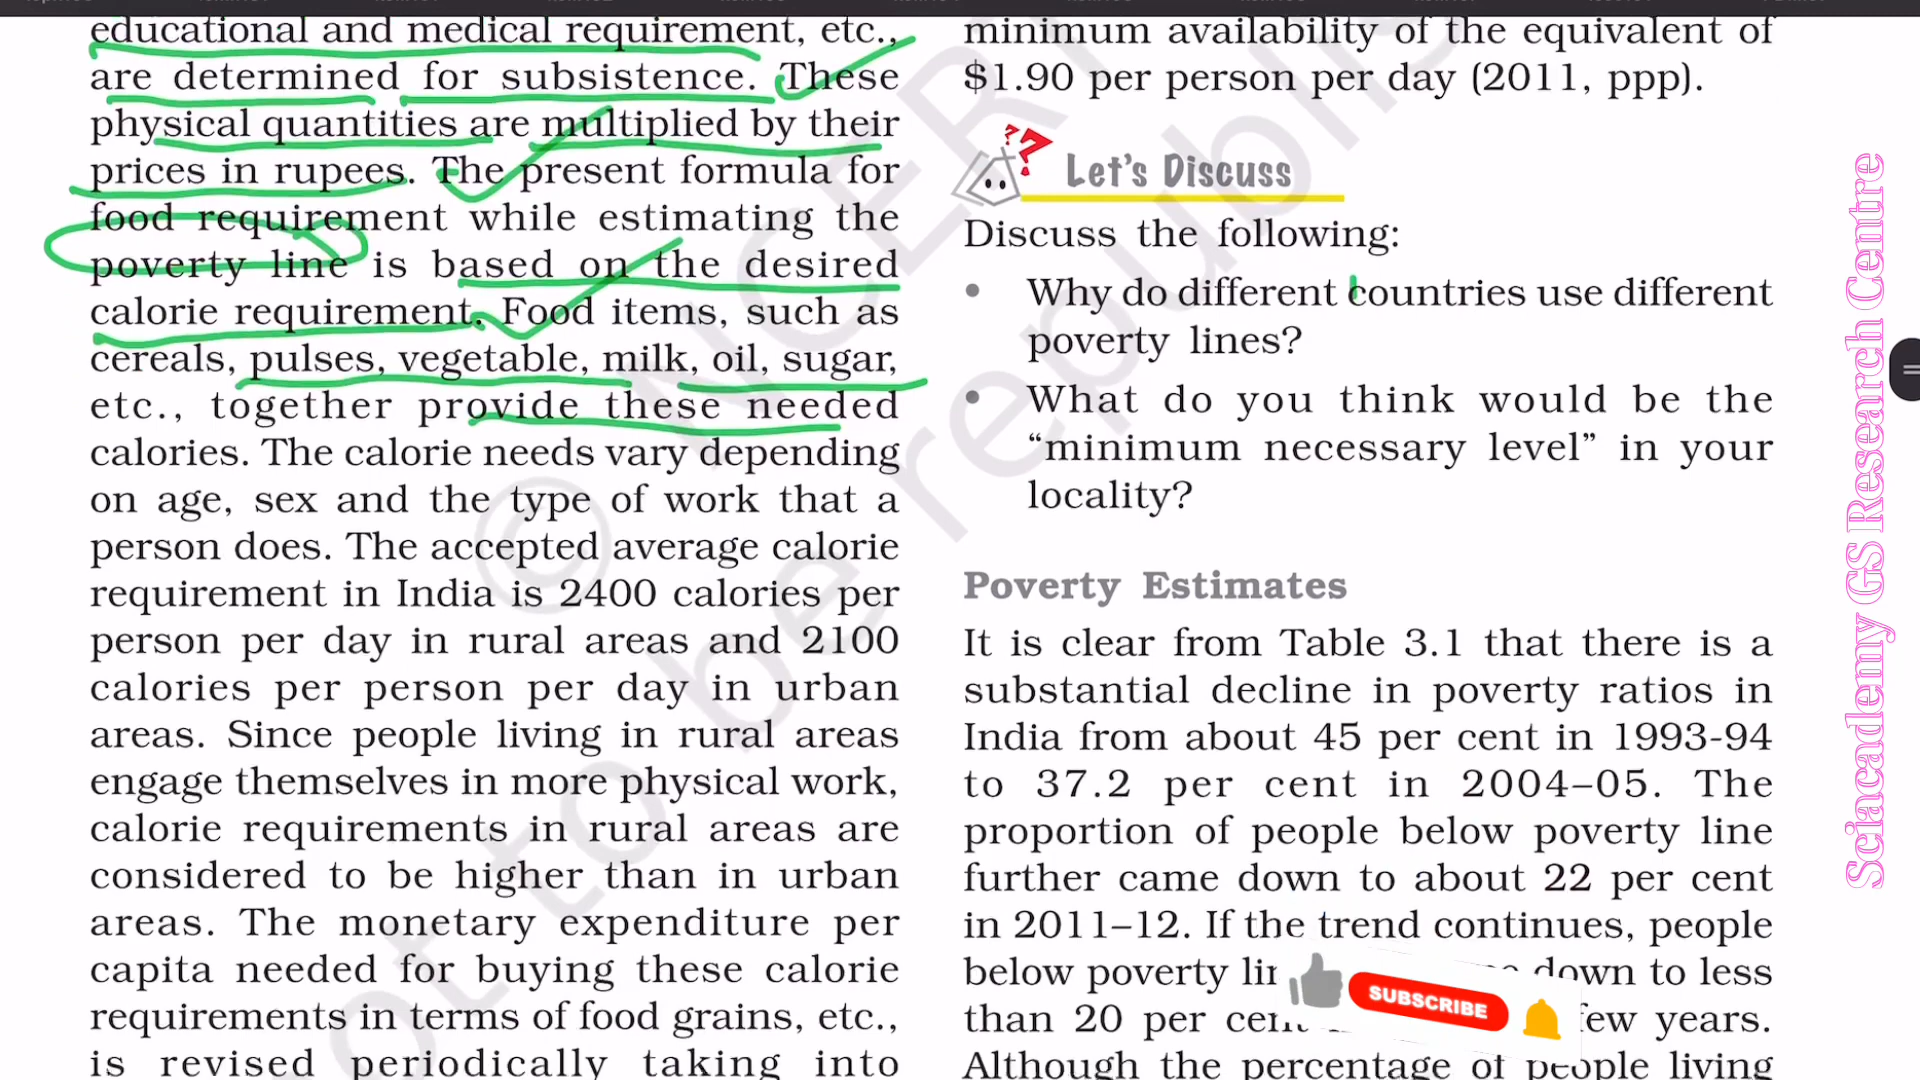 educational and medical requirement, etc.,
are determined for subsistence. These
physical quantities are multiplied by their
prices in rupees. The present formula for
food requirement while estimating the
poverty line is based on the desired
calorie requirement. Food items, such as
cereals, pulses, vegetable, milk, oil, sugar,
etc., together provide these needed
calories. The calorie needs vary depending
on age, sex and the type of work that a
person does. The accepted average calorie
requirement in India is 2400 calories per
person per day in rural areas and 2100
calories per person per day in urban
areas. Since people living in rural areas
engage themselves in more physical work,
calorie requirements in rural areas are
considered to be higher than in urban
areas. The monetary expenditure per
capita needed for buying these calorie
requirements in terms of food grains, etc.,
is revised periodically taking into
minimum availability of the equivalent of
$1.90 per person per day (2011, ppp).
Let's Discuss
Discuss the following:
• Why do different countries use different
poverty lines?
• What do you think would be the
“minimum necessary level” in your
locality?
Poverty Estimates
It is clear from Table 3.1 that there is a
substantial decline in poverty ratios in
India from about 45 per cent in 1993-94
to 37.2 per cent in 2004–05. The
proportion of people below poverty line
further came down to about 22 per cent
in 2011–12. If the trend continues, people
below poverty down to less
than 20 per few years.
Although the percentage of people living
SUBSCRIBE
Sciacademy GS Research Centre
© NCERT
not to be republis